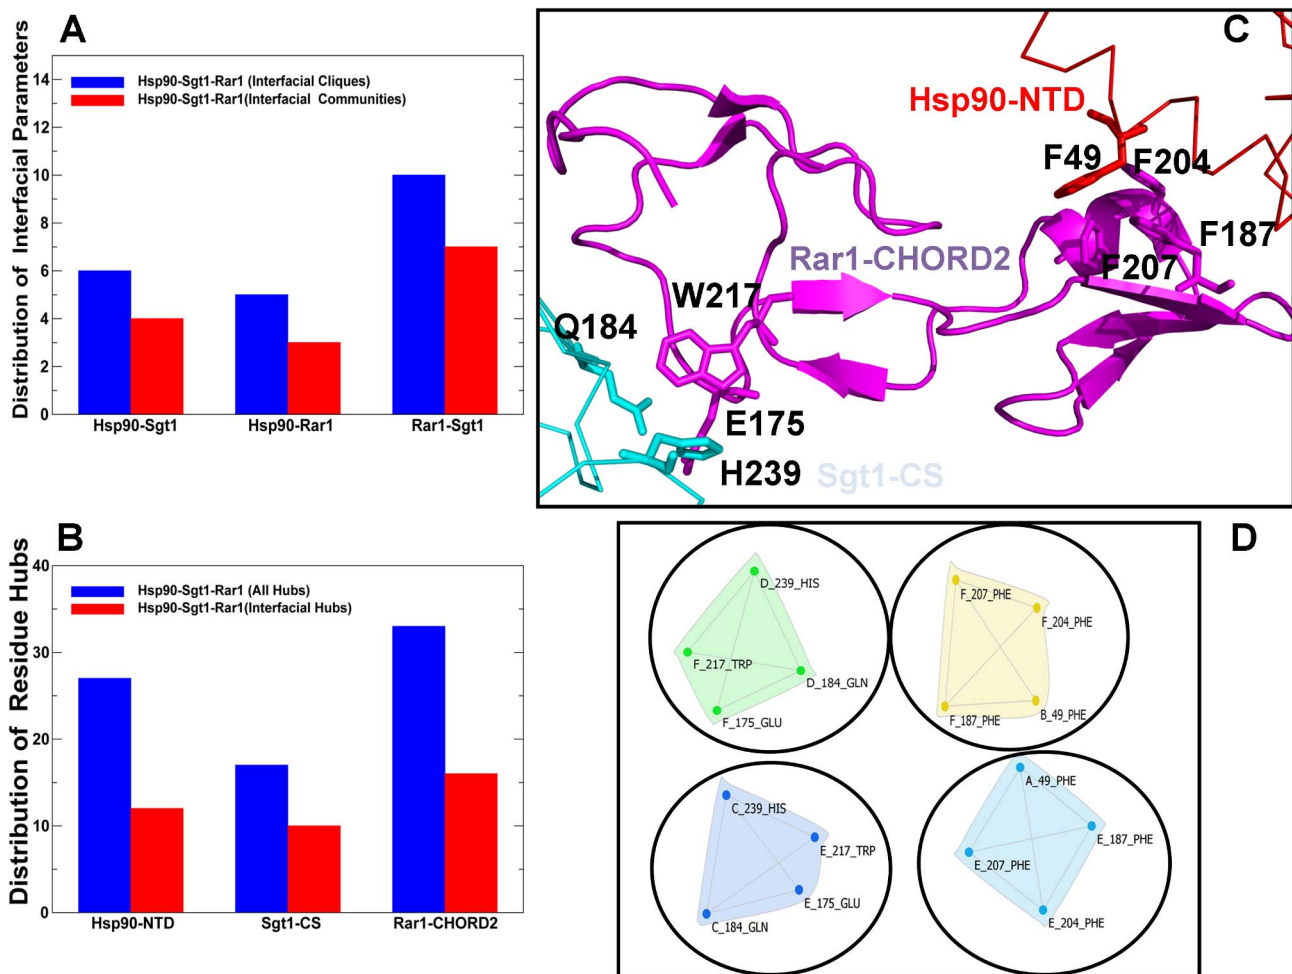 A
Distribution of Interfacial Parameters
14
12
10
8
6
4
2
0
Hsp90-Sgt1-Rar1 (Interfacial Cliques)
Hsp90-Sgt1-Rar1(Interfacial Communities)
Hsp90-Sgt1
Hsp90-Rar1
Rar1-Sgt1
C
Hsp90-NTD
F49
F204
F187
F207
Rar1-CHORD2
W217
Q184
E175
H239
Sgt1-CS
B
Distribution of Residue Hubs
40
30
20
10
0
Hsp90-Sgt1-Rar1 (All Hubs)
Hsp90-Sgt1-Rar1(Interfacial Hubs)
Hsp90-NTD
Sgt1-CS
Rar1-CHORD2
D
D_239_HIS
F_217_TRP
D_184_GLN
F_175_GLU
F_207_PHE
F_204_PHE
F_187_PHE
B_49_PHE
C_239_HIS
E_217_TRP
E_175_GLU
C_184_GLN
A_49_PHE
E_187_PHE
E_207_PHE
E_204_PHE